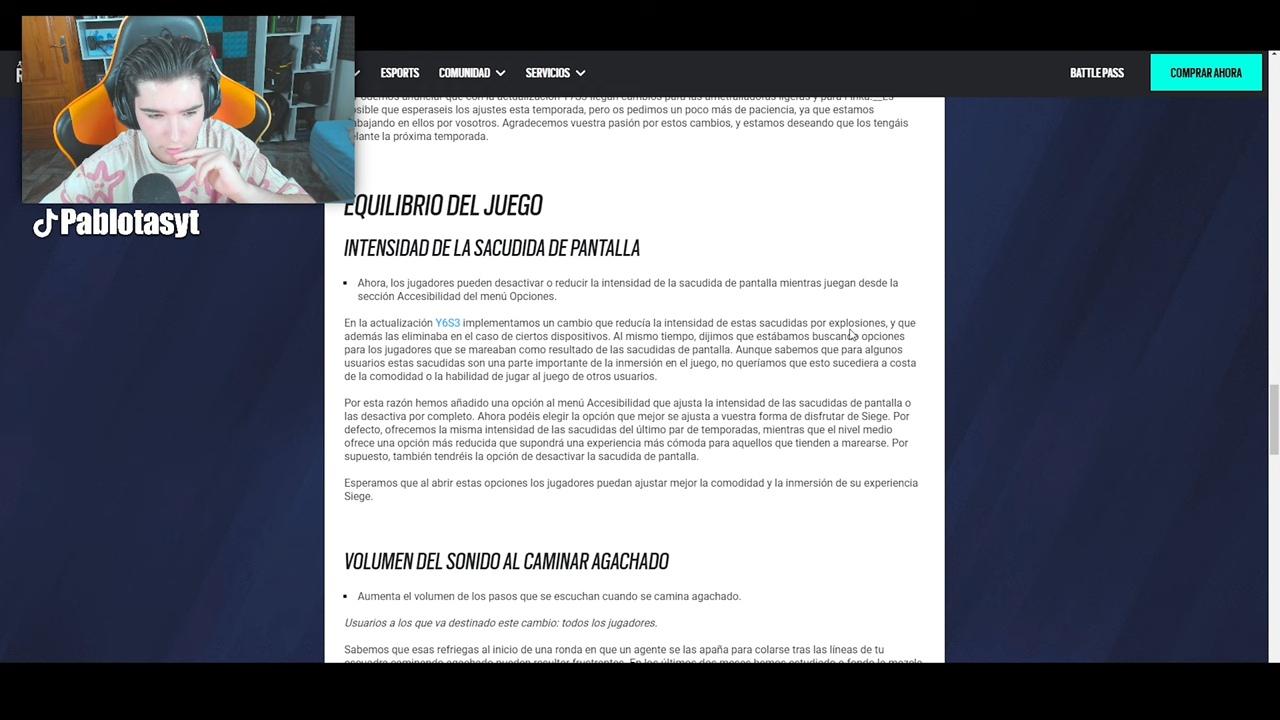 ESPORTS COMUNIDAD SERVICIOS BATTLE PASS COMPRAR AHORA
esperaseis los ajustes esta temporada, pero os pedimos un poco más de paciencia, ya que estamos
en ellos por vosotros. Agradecemos vuestra pasión por estos cambios, y estamos deseando que los tengáis
la próxima temporada.
Pablotasyt
EQUILIBRIO DEL JUEGO
INTENSIDAD DE LA SACUDIDA DE PANTALLA
▪ Ahora, los jugadores pueden desactivar o reducir la intensidad de la sacudida de pantalla mientras juegan desde la
sección Accesibilidad del menú Opciones.
En la actualización Y6S3 implementamos un cambio que reducía la intensidad de estas sacudidas por explosiones, y que
además las eliminaba en el caso de ciertos dispositivos. Al mismo tiempo, dijimos que estábamos buscando opciones
para los jugadores que se mareaban como resultado de las sacudidas de pantalla. Aunque sabemos que para algunos
usuarios estas sacudidas son una parte importante de la inmersión en el juego, no queríamos que esto sucediera a costa
de la comodidad o la habilidad de jugar al juego de otros usuarios.
Por esta razón hemos añadido una opción al menú Accesibilidad que ajusta la intensidad de las sacudidas de pantalla o
las desactiva por completo. Ahora podéis elegir la opción que mejor se ajusta a vuestra forma de disfrutar de Siege. Por
defecto, ofrecemos la misma intensidad de las sacudidas del último par de temporadas, mientras que el nivel medio
ofrece una opción más reducida que supondrá una experiencia más cómoda para aquellos que tienden a marearse. Por
supuesto, también tendréis la opción de desactivar la sacudida de pantalla.
Esperamos que al abrir estas opciones los jugadores puedan ajustar mejor la comodidad y la inmersión de su experiencia
Siege.
VOLUMEN DEL SONIDO AL CAMINAR AGACHADO
▪ Aumenta el volumen de los pasos que se escuchan cuando se camina agachado.
Usuarios a los que va destinado este cambio: todos los jugadores.
Sabemos que esas refriegas al inicio de una ronda en que un agente se las apaña para colarse tras las líneas de tu